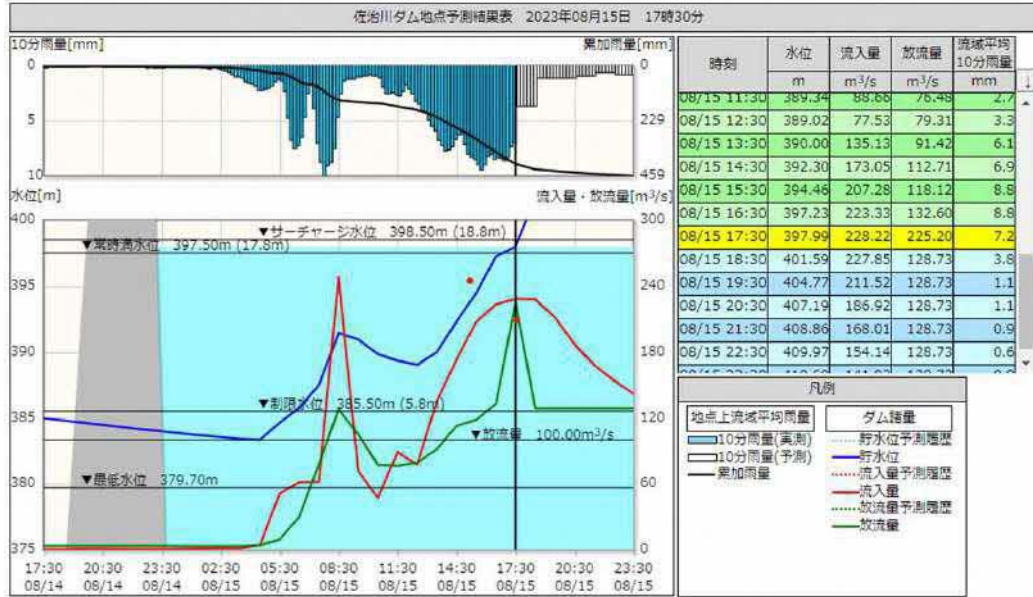 佐治川ダム地点予測結果表 2023年08月15日 17時30分
10分雨量[mm] 累加雨量[mm]
0 0
5 229
10 459
水位[m] 流入量・放流量[m³/s]
400 300
▼サーチャージ水位 398.50m (18.8m)
▼常時満水位 397.50m (17.8m)
395 240
390 180
▼制限水位 385.50m (5.8m)
385 120
▼放流量 100.00m³/s
380 60
▼最低水位 379.70m
375 0
17:30 20:30 23:30 02:30 05:30 08:30 11:30 14:30 17:30 20:30 23:30
08/14 08/14 08/14 08/15 08/15 08/15 08/15 08/15 08/15 08/15 08/15
時刻 水位 流入量 放流量 流域平均10分雨量
m m³/s m³/s mm
08/15 11:30 389.34 88.66 76.48 2.7
08/15 12:30 389.02 77.53 79.31 3.3
08/15 13:30 390.00 135.13 91.42 6.1
08/15 14:30 392.30 173.05 112.71 6.9
08/15 15:30 394.46 207.28 118.12 8.8
08/15 16:30 397.23 223.33 132.60 8.8
08/15 17:30 397.99 228.22 225.20 7.2
08/15 18:30 401.59 227.85 128.73 3.8
08/15 19:30 404.77 211.52 128.73 1.1
08/15 20:30 407.19 186.92 128.73 1.1
08/15 21:30 408.86 168.01 128.73 0.9
08/15 22:30 409.97 154.14 128.73 0.6
凡例
地点上流域平均雨量
10分雨量(実測)
10分雨量(予測)
累加雨量
ダム諸量
貯水位予測履歴
貯水位
流入量予測履歴
流入量
放流量予測履歴
放流量